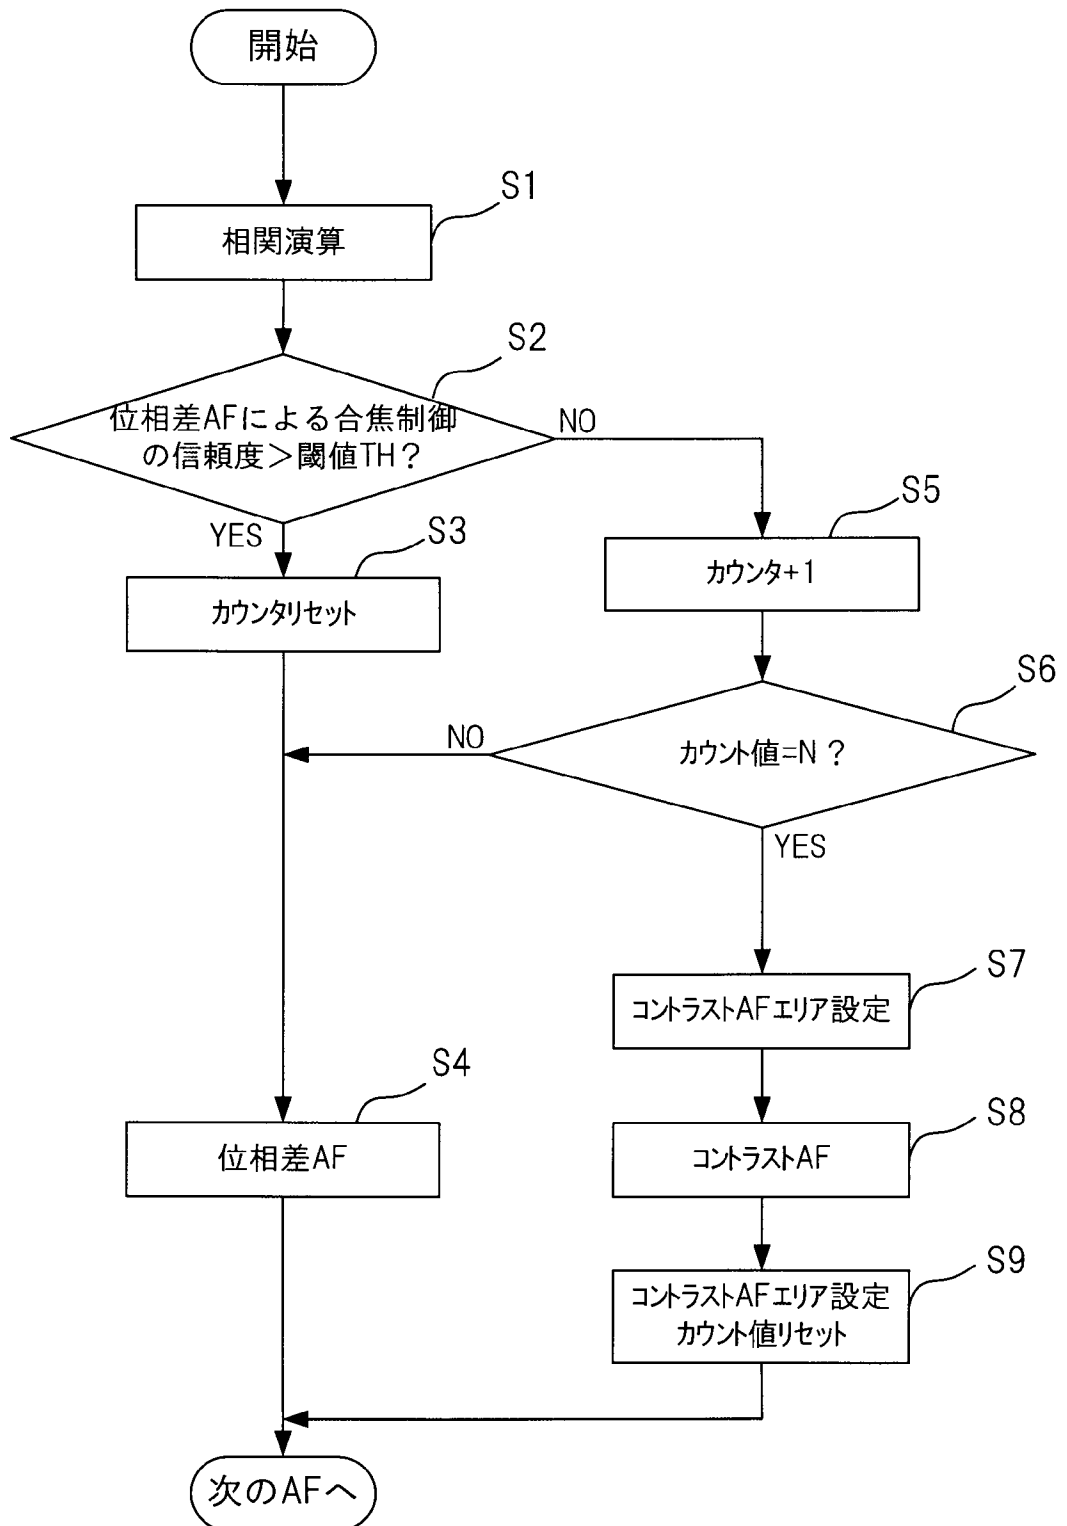 開始
S1
相関演算
S2
位相差AFによる合焦制御
の信頼度＞閾値TH？
NO
YES
S3
カウンタリセット
S5
カウンタ+1
S6
カウント値=N？
NO
YES
S7
コントラストAFエリア設定
S4
位相差AF
S8
コントラストAF
S9
コントラストAFエリア設定
カウント値リセット
次のAFへ